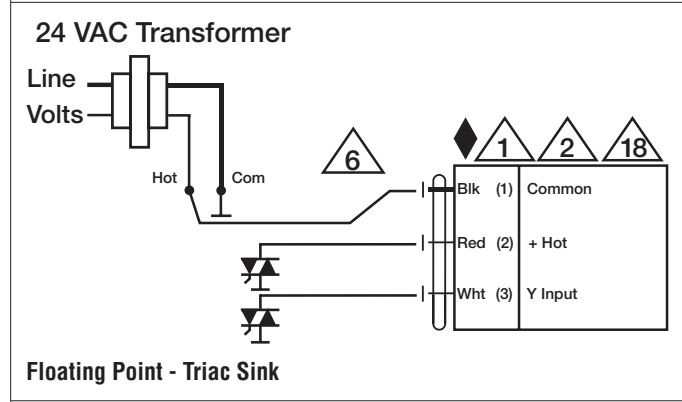 24 VAC Transformer
Line
Volts
Hot
Com
6
1
2
18
Blk (1) Common
Red (2) + Hot
Wht (3) Y Input
Floating Point - Triac Sink